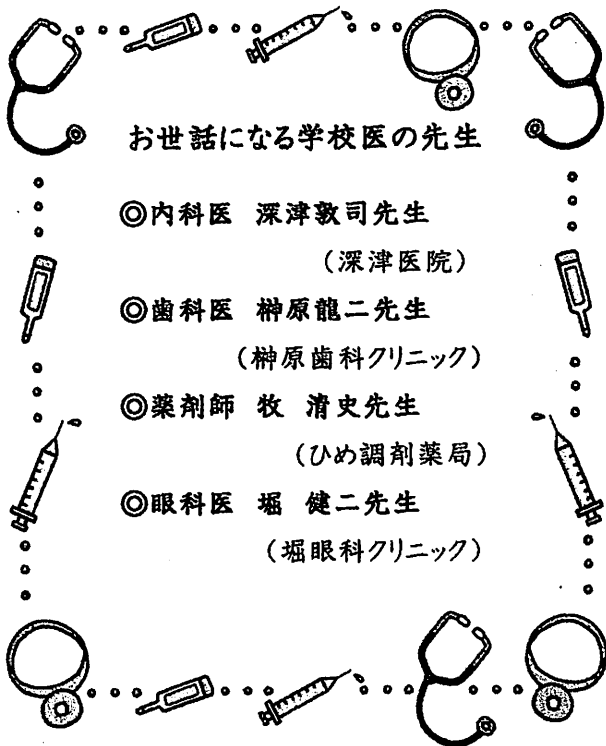 お世話になる学校医の先生
◎内科医 深津敦司先生
(深津医院)
◎歯科医 榊原龍二先生
(榊原歯科クリニック)
◎薬剤師 牧 清史先生
(ひめ調剤薬局)
◎眼科医 堀 健二先生
(堀眼科クリニック)